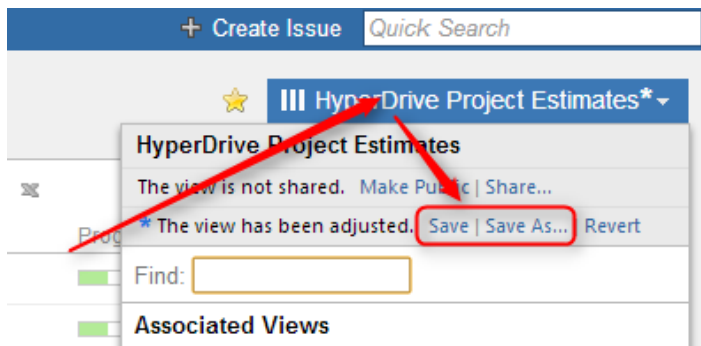 + Create Issue Quick Search
HyperDrive Project Estimates*
HyperDrive Project Estimates
The view is not shared. Make Public | Share...
Prog
* The view has been adjusted. Save | Save As... | Revert
Find:
Associated Views